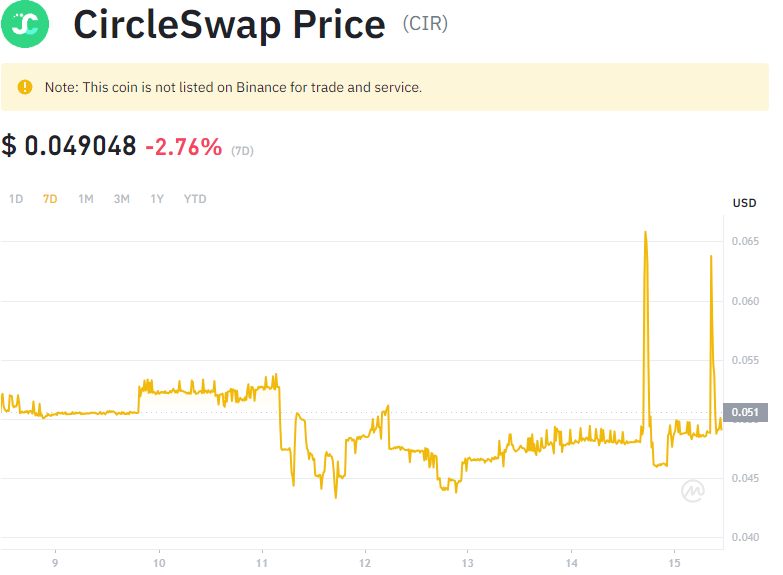 CircleSwap Price (CIR)
Note: This coin is not listed on Binance for trade and service.
$ 0.049048 -2.76% (7D)
1D 7D 1M 3M 1Y YTD
USD
0.065
0.060
0.055
0.051
0.045
0.040
9 10 11 12 13 14 15